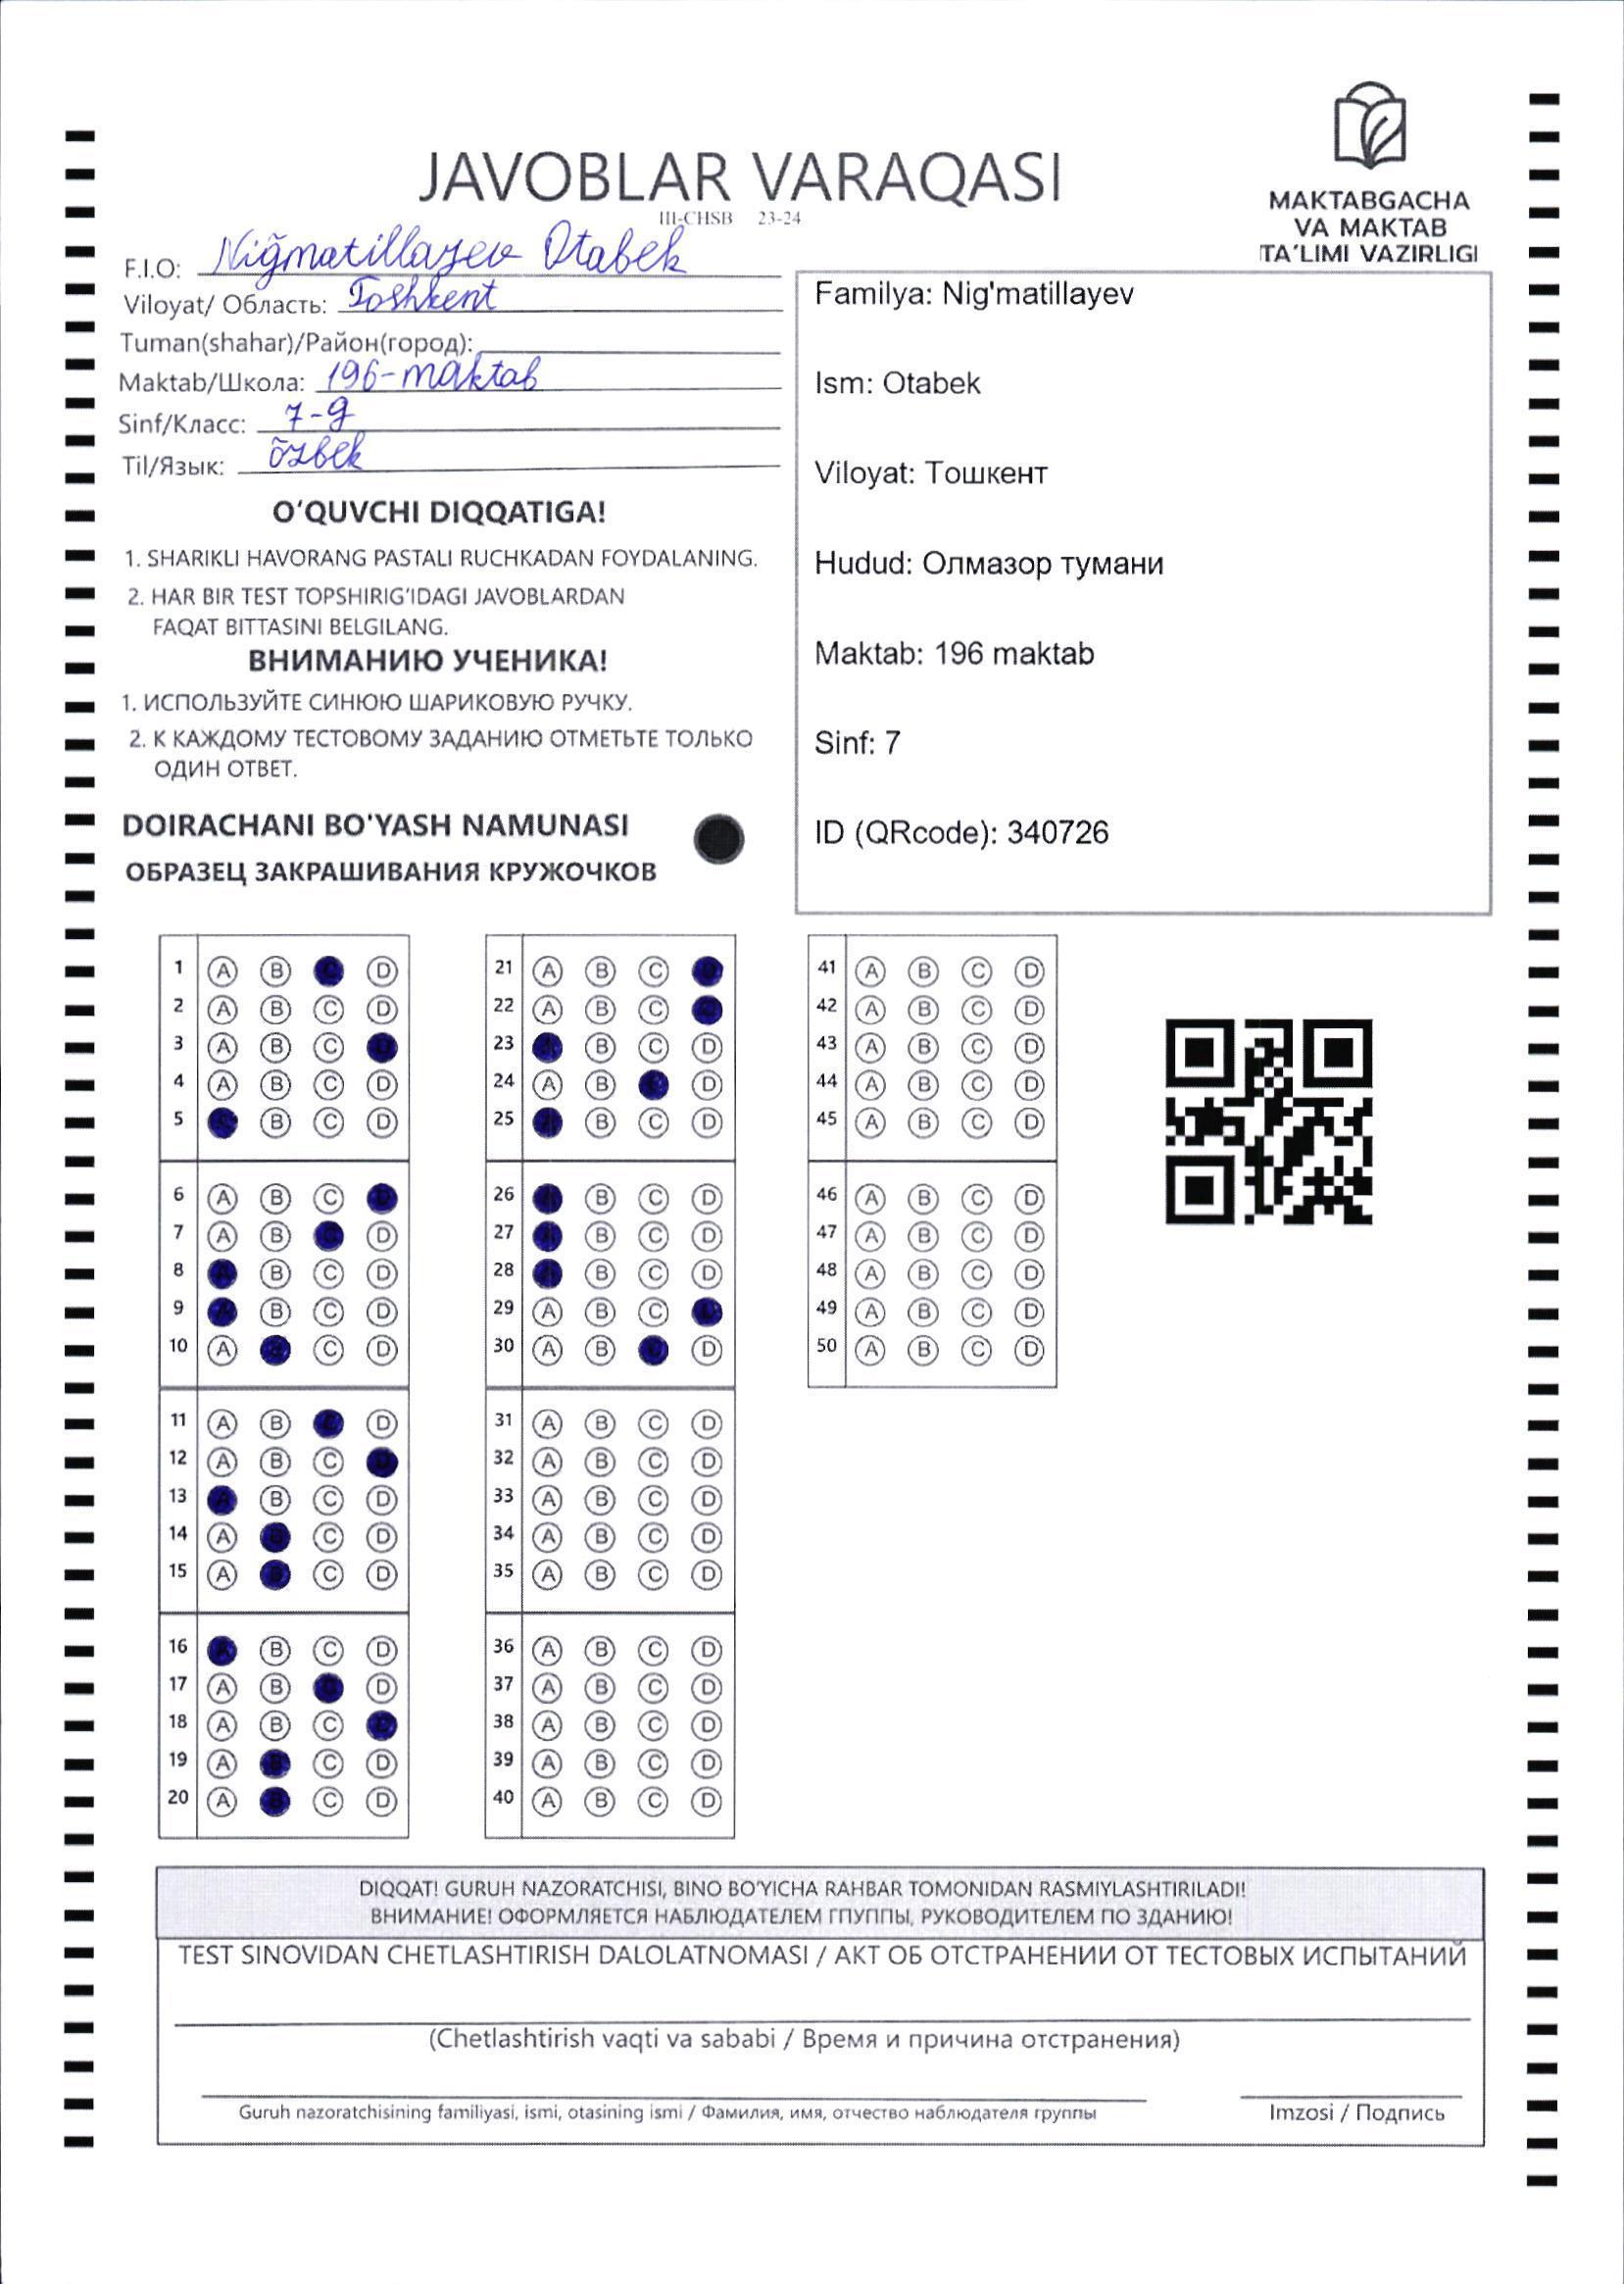 JAVOBLAR VARAQASI
III-CHSB 23-24
MAKTABGACHA
VA MAKTAB
TA'LIMI VAZIRLIGI
F.I.O: Niğmatillayev Otabek
Viloyat/ Область: Toshkent
Tuman(shahar)/Район(город):
Maktab/Школа: 196-maktab
Sinf/Класс: 7-g
Til/Язык: õzbek
O'QUVCHI DIQQATIGA!
1. SHARIKLI HAVORANG PASTALI RUCHKADAN FOYDALANING.
2. HAR BIR TEST TOPSHIRIG'IDAGI JAVOBLARDAN
FAQAT BITTASINI BELGILANG.
ВНИМАНИЮ УЧЕНИКА!
1. ИСПОЛЬЗУЙТЕ СИНЮЮ ШАРИКОВУЮ РУЧКУ.
2. К КАЖДОМУ ТЕСТОВОМУ ЗАДАНИЮ ОТМЕТЬТЕ ТОЛЬКО
ОДИН ОТВЕТ.
DOIRACHANI BO'YASH NAMUNASI
ОБРАЗЕЦ ЗАКРАШИВАНИЯ КРУЖОЧКОВ
Familya: Nig'matillayev
Ism: Otabek
Viloyat: Тошкент
Hudud: Олмазор тумани
Maktab: 196 maktab
Sinf: 7
ID (QRcode): 340726
1 A B C D
2 A B C D
3 A B C D
4 A B C D
5 A B C D
6 A B C D
7 A B C D
8 A B C D
9 A B C D
10 A B C D
11 A B C D
12 A B C D
13 A B C D
14 A B C D
15 A B C D
16 A B C D
17 A B C D
18 A B C D
19 A B C D
20 A B C D
21 A B C D
22 A B C D
23 A B C D
24 A B C D
25 A B C D
26 A B C D
27 A B C D
28 A B C D
29 A B C D
30 A B C D
31 A B C D
32 A B C D
33 A B C D
34 A B C D
35 A B C D
36 A B C D
37 A B C D
38 A B C D
39 A B C D
40 A B C D
41 A B C D
42 A B C D
43 A B C D
44 A B C D
45 A B C D
46 A B C D
47 A B C D
48 A B C D
49 A B C D
50 A B C D
DIQQAT! GURUH NAZORATCHISI, BINO BO'YICHA RAHBAR TOMONIDAN RASMIYLASHTIRILADI!
ВНИМАНИЕ! ОФОРМЛЯЕТСЯ НАБЛЮДАТЕЛЕМ ГПУППЫ, РУКОВОДИТЕЛЕМ ПО ЗДАНИЮ!
TEST SINOVIDAN CHETLASHTIRISH DALOLATNOMASI / АКТ ОБ ОТСТРАНЕНИИ ОТ ТЕСТОВЫХ ИСПЫТАНИЙ
(Chetlashtirish vaqti va sababi / Время и причина отстранения)
Guruh nazoratchisining familiyasi, ismi, otasining ismi / Фамилия, имя, отчество наблюдателя группы
Imzosi / Подпись